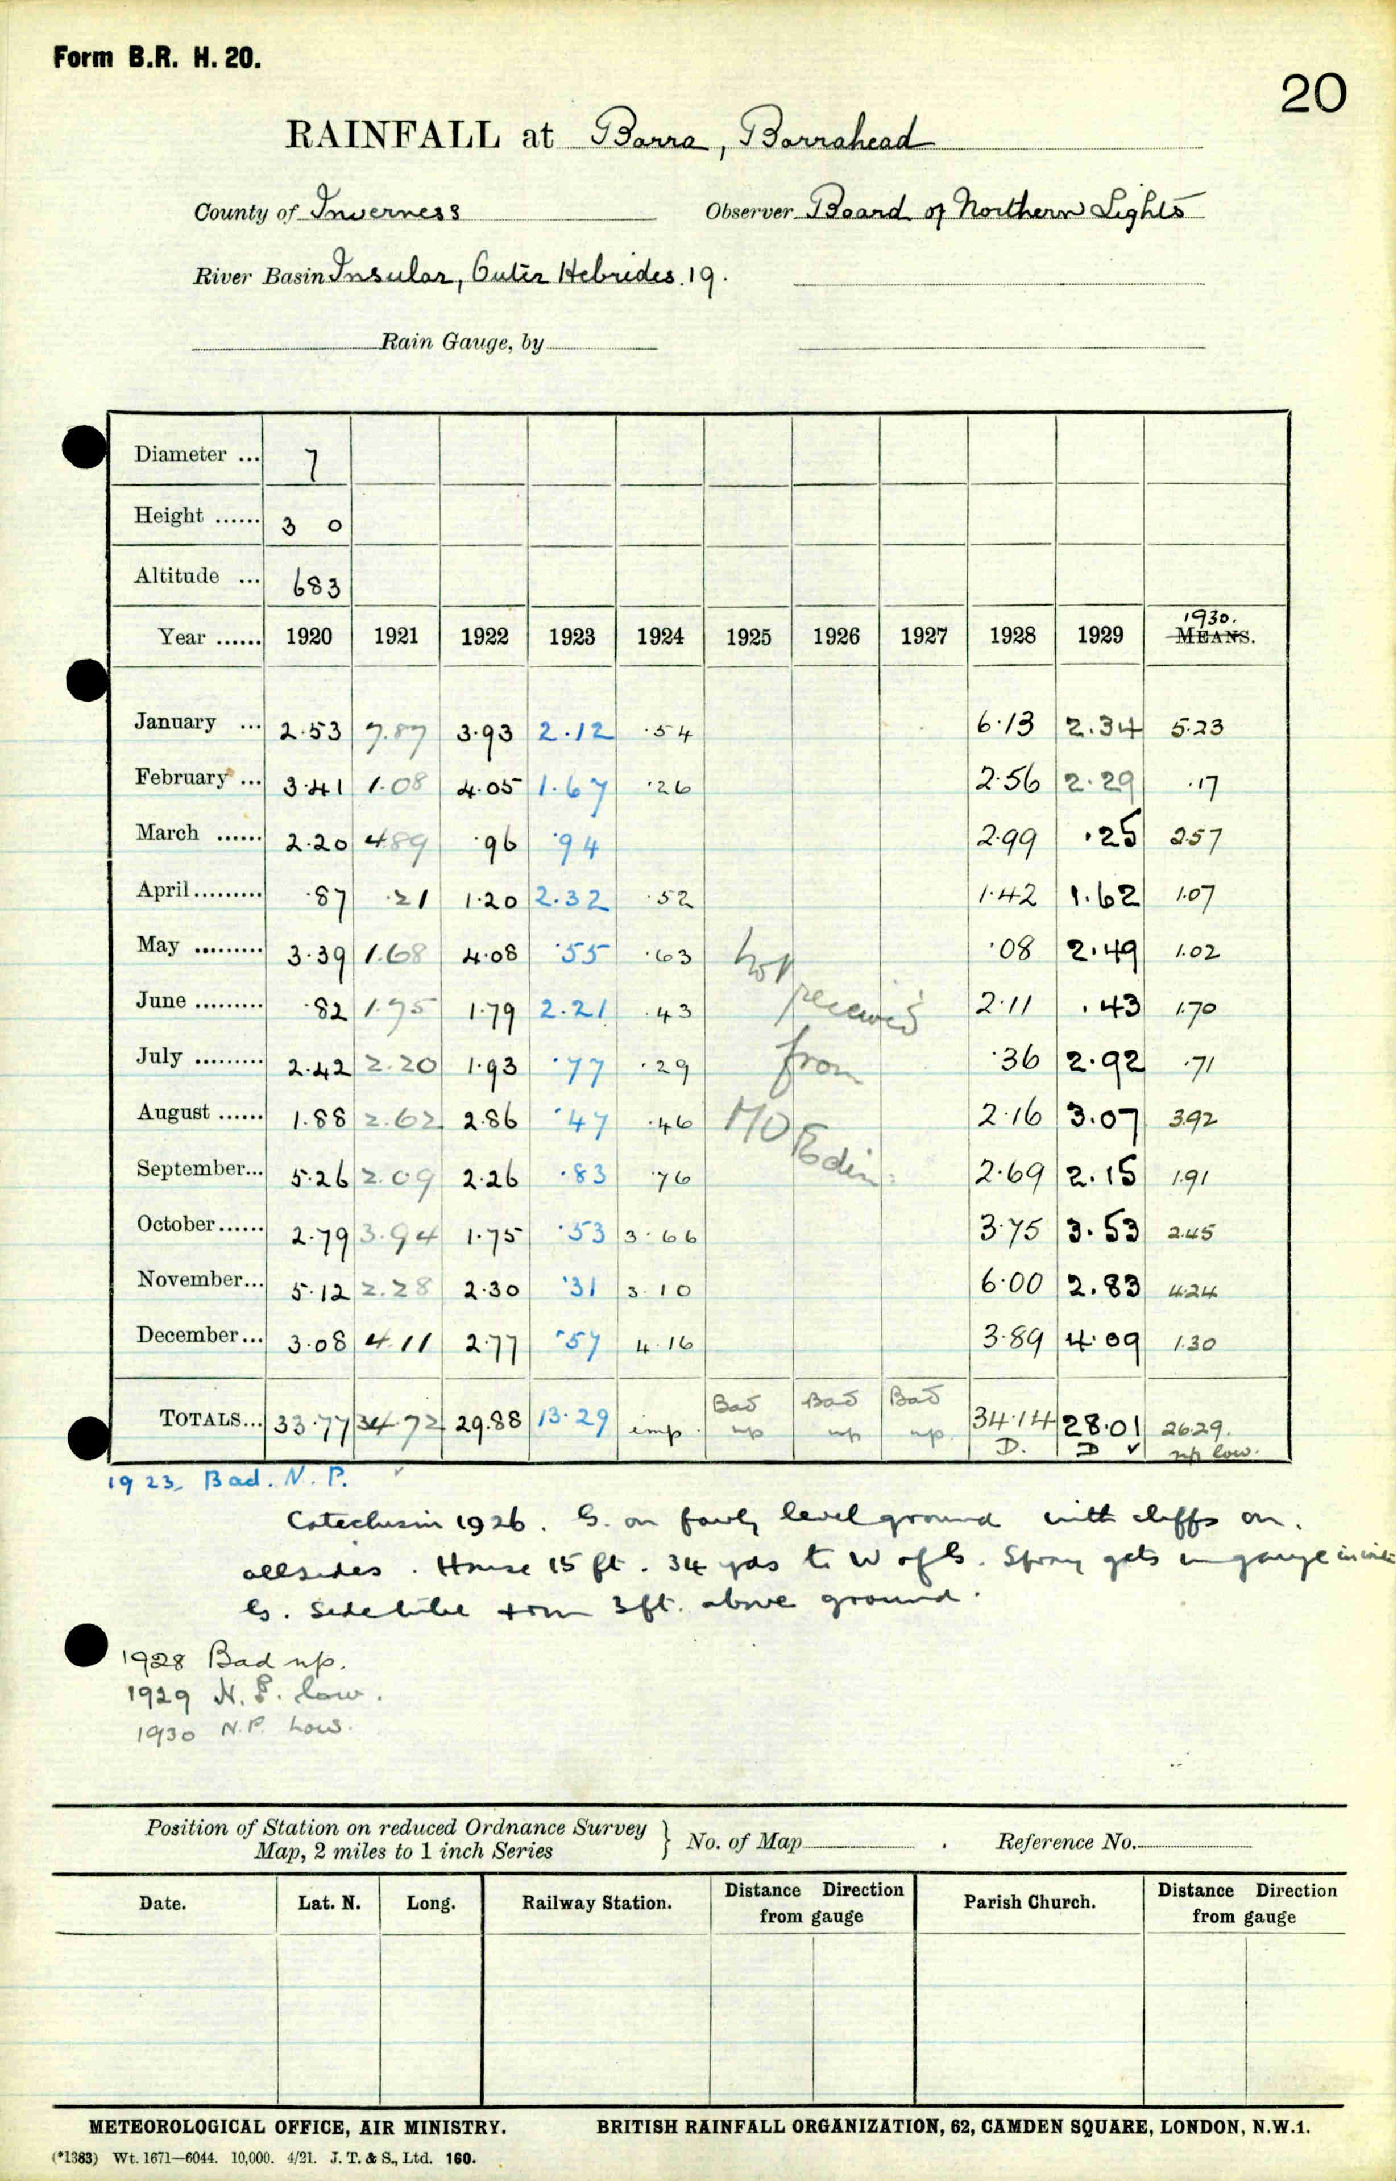 Form B.R. H. 20.
20
RAINFALL at Barra, Barrahead
County of Inverness Observer Board of Northern Lights
River Basin Insular, Outer Hebrides. 19.
Rain Gauge, by
Diameter ... 7
Height ...... 3 0
Altitude ... 683
1930.
Year ...... 1920 1921 1922 1923 1924 1925 1926 1927 1928 1929 MEANS.
January ... 2.53 7.87 3.93 2.12 .54 6.13 2.34 5.23
February ... 3.41 1.08 4.05 1.67 .26 2.56 2.29 .17
March ...... 2.20 4.89 .96 .94 2.99 .25 2.57
April ......... .87 .21 1.20 2.32 .52 1.42 1.62 1.07
May ......... 3.39 1.68 4.08 .55 .63 not .08 2.49 1.02
June ......... .82 1.75 1.79 2.21 .43 received 2.11 .43 1.70
July ......... 2.42 2.20 1.93 .77 .29 from .36 2.92 .71
August ...... 1.88 2.62 2.86 .47 .46 MO Edin. 2.16 3.07 3.92
September... 5.26 2.09 2.26 .83 .76 2.69 2.15 1.91
October...... 2.79 3.94 1.75 .53 3.66 3.75 3.53 2.45
November... 5.12 2.28 2.30 .31 3.10 6.00 2.83 4.24
December... 3.08 4.11 2.77 .57 4.16 3.89 4.09 1.30
TOTALS... 33.77 34.72 29.88 13.29 imp. Bad np Bad np Bad np. 34.14 28.01 26.29.
D. D ✓ np low.
1923, Bad. N. P. ✓
Catechism 1926. G. on fairly level ground with cliffs on
all sides. House 15 ft. 34 yds to W of G. Spray gets in gauge in
G. Side tube from 3ft. above ground.
1928 Bad np.
1929 N. P. low.
1930 N.P. Low.
Position of Station on reduced Ordnance Survey
Map, 2 miles to 1 inch Series } No. of Map . Reference No.
Date. Lat. N. Long. Railway Station. Distance Direction from gauge Parish Church. Distance Direction from gauge
METEOROLOGICAL OFFICE, AIR MINISTRY. BRITISH RAINFALL ORGANIZATION, 62, CAMDEN SQUARE, LONDON, N.W.1.
(*1383) Wt. 1671—6044. 10,000. 4/21. J. T. & S., Ltd. 160.